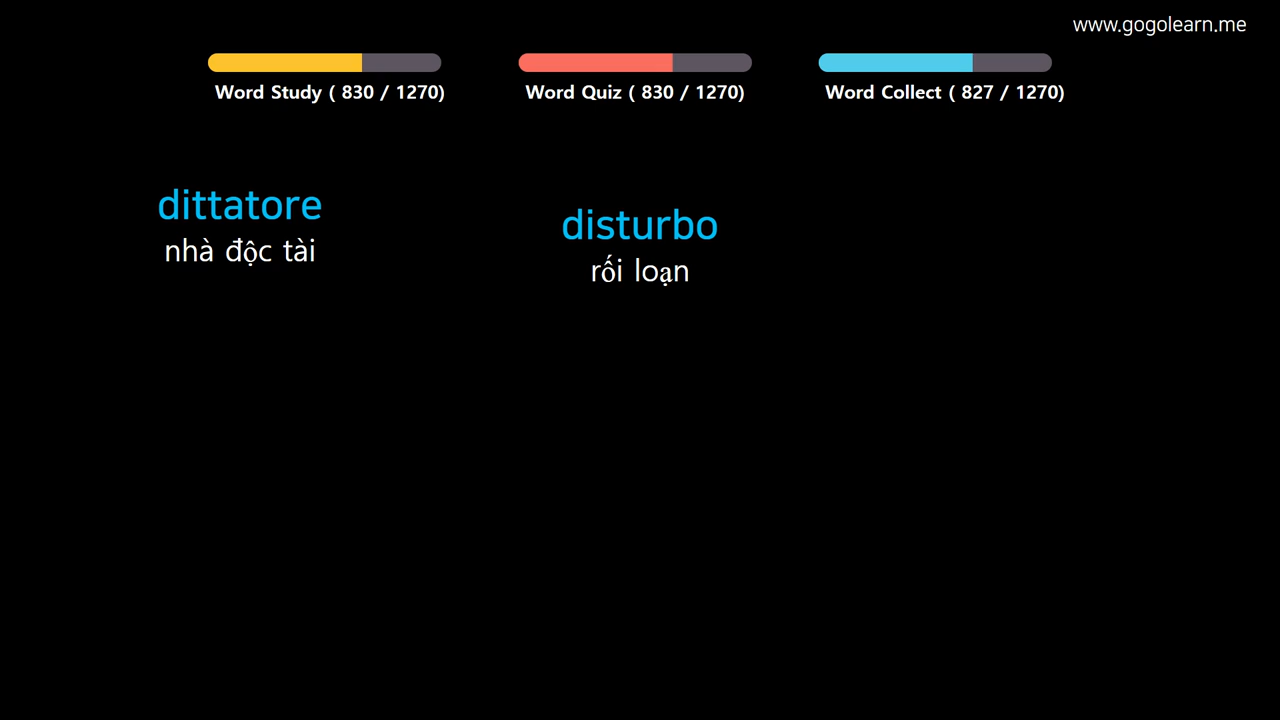 www.gogolearn.me
Word Study ( 830 / 1270)
Word Quiz ( 830 / 1270)
Word Collect ( 827 / 1270)
dittatore
nhà độc tài
disturbo
rối loạn